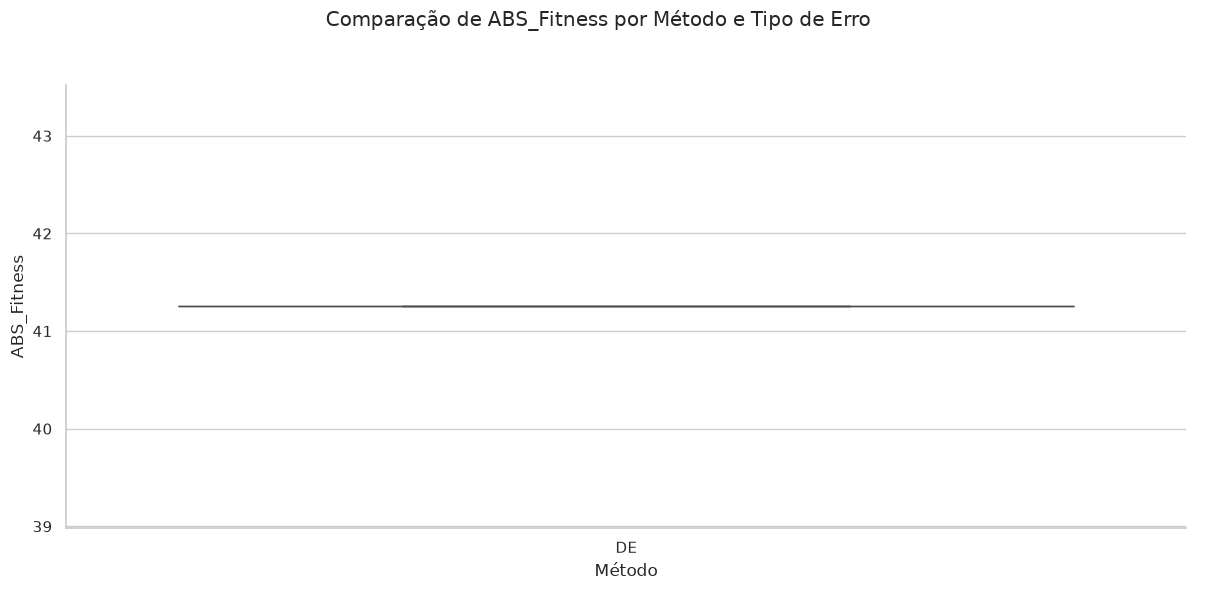 Comparação de ABS_Fitness por Método e Tipo de Erro
43
42
41
40
39
ABS_Fitness
DE
Método